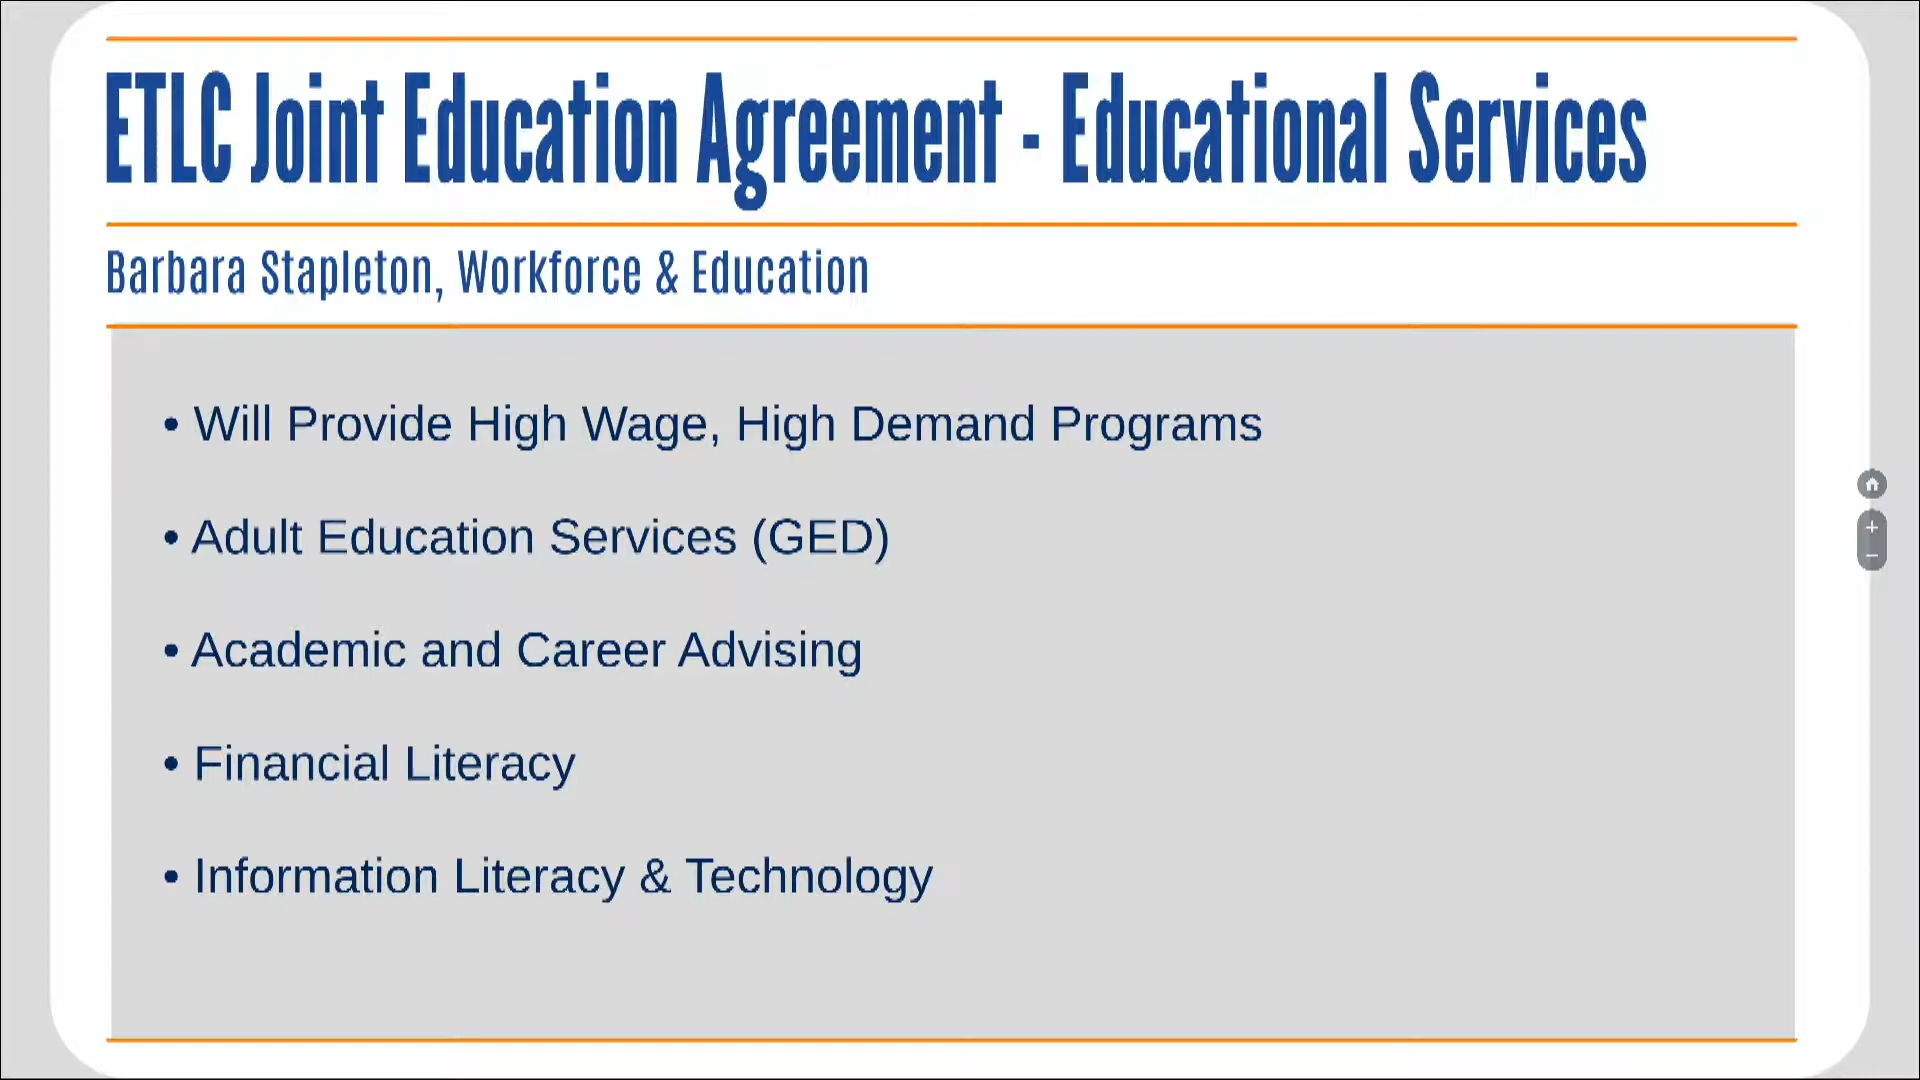 ETLC Joint Education Agreement - Educational Services
Barbara Stapleton, Workforce & Education
• Will Provide High Wage, High Demand Programs
• Adult Education Services (GED)
• Academic and Career Advising
• Financial Literacy
• Information Literacy & Technology